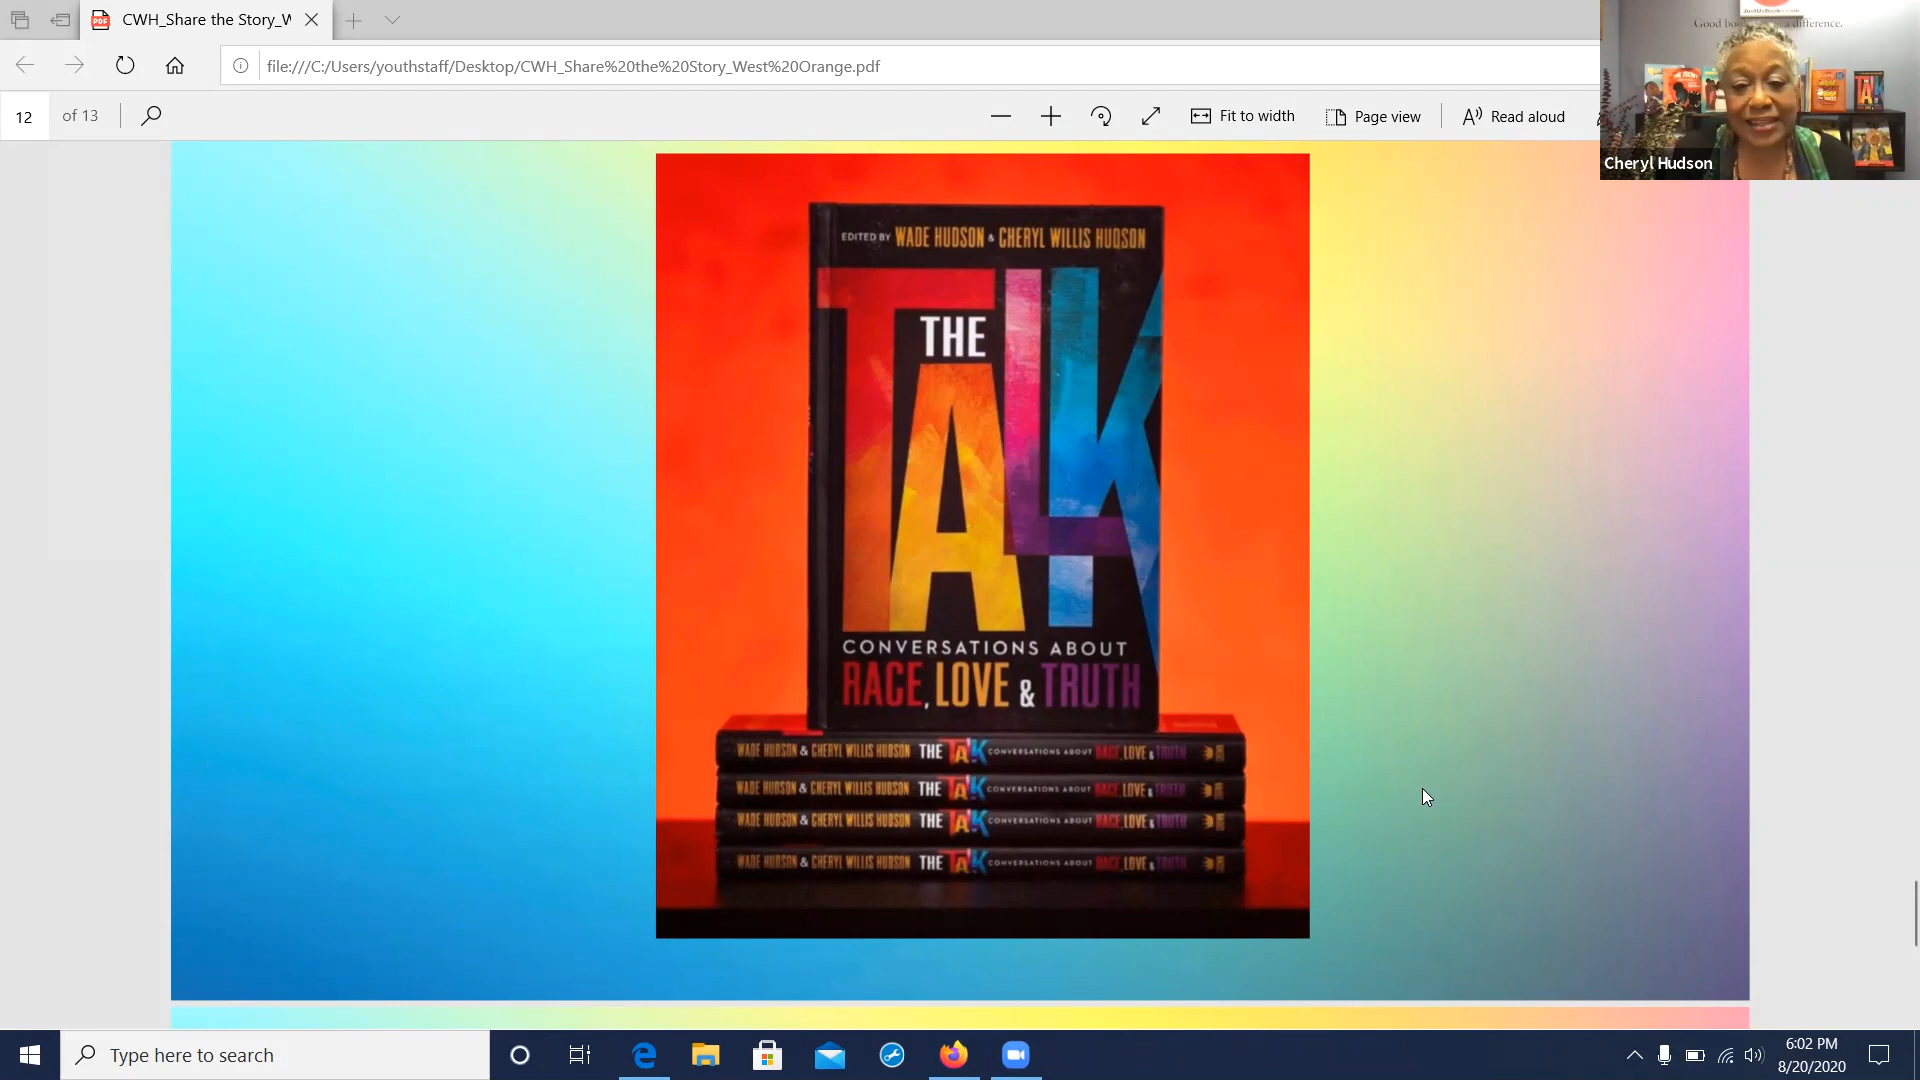 CWH_Share the Story_W
file:///C:/Users/youthstaff/Desktop/CWH_Share%20the%20Story_West%20Orange.pdf
12 of 13
Fit to width
Page view
Read aloud
Cheryl Hudson
EDITED BY WADE HUDSON & CHERYL WILLIS HUDSON
THE
TALK
CONVERSATIONS ABOUT
RACE, LOVE & TRUTH
WADE HUDSON & CHERYL WILLIS HUDSON THE TALK CONVERSATIONS ABOUT RACE, LOVE & TRUTH
WADE HUDSON & CHERYL WILLIS HUDSON THE TALK CONVERSATIONS ABOUT RACE, LOVE & TRUTH
WADE HUDSON & CHERYL WILLIS HUDSON THE TALK CONVERSATIONS ABOUT RACE, LOVE & TRUTH
WADE HUDSON & CHERYL WILLIS HUDSON THE TALK CONVERSATIONS ABOUT RACE, LOVE & TRUTH
Type here to search
6:02 PM
8/20/2020